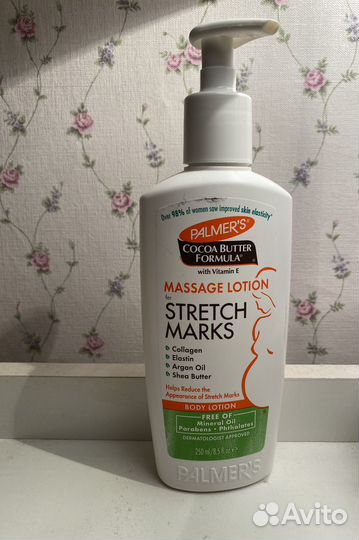 Over 98% of women saw improved skin elasticity*
PALMER'S®
COCOA BUTTER
FORMULA®
with Vitamin E
MASSAGE LOTION
for
STRETCH
MARKS
Collagen
Elastin
Argan Oil
Shea Butter
Helps Reduce the
Appearance of Stretch Marks
BODY LOTION
FREE OF
Mineral Oil
Parabens • Phthalates
DERMATOLOGIST APPROVED
250 ml/8.5 fl oz e
PALMER'S
Avito